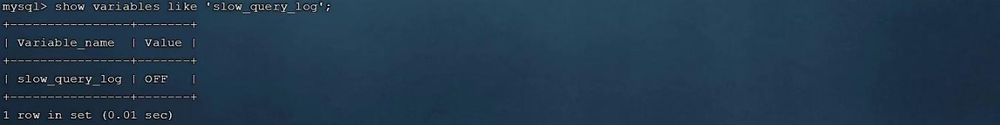 mysql> show variables like 'slow_query_log';
+----------------+-------+
| Variable_name  | Value |
+----------------+-------+
| slow_query_log | OFF   |
+----------------+-------+
1 row in set (0.01 sec)